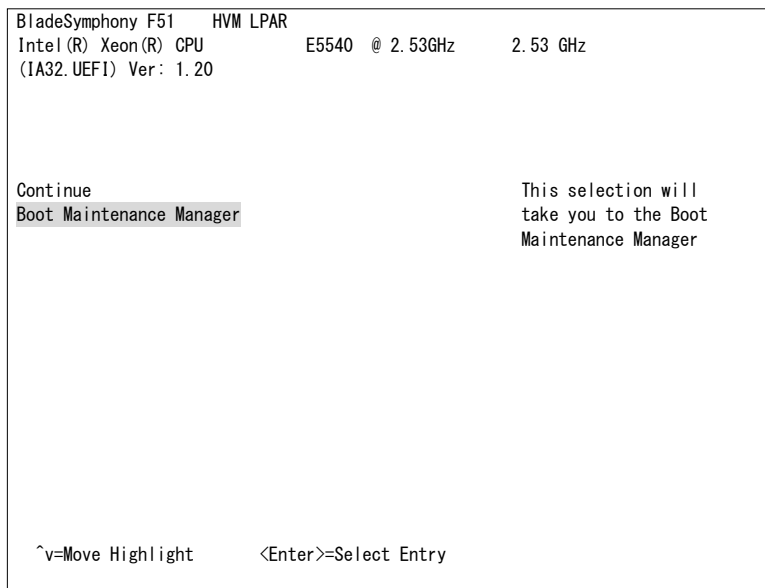 BladeSymphony F51 HVM LPAR
Intel(R) Xeon(R) CPU E5540 @ 2.53GHz 2.53 GHz
(IA32.UEFI) Ver: 1.20
Continue This selection will
Boot Maintenance Manager take you to the Boot
Maintenance Manager
^v=Move Highlight <Enter>=Select Entry